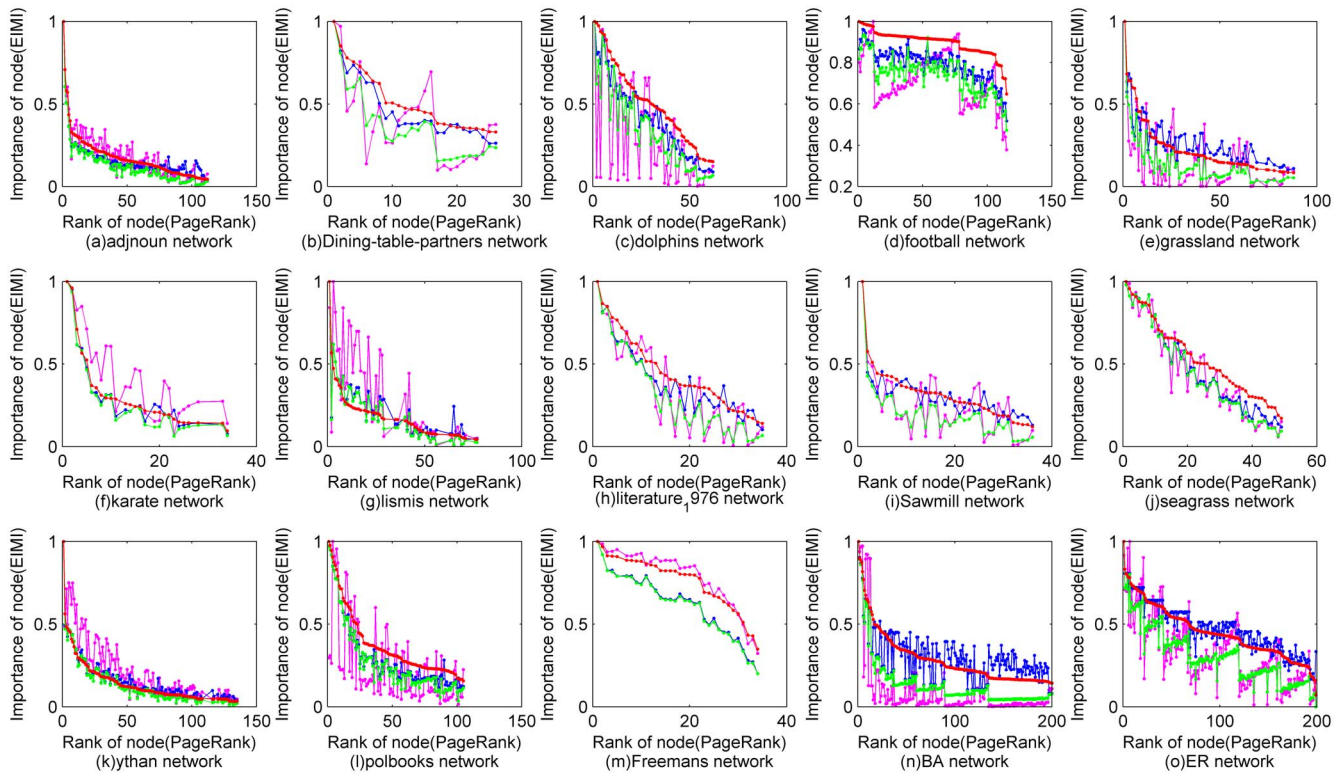 Importance of node(EIMI)
1
0.5
0
0 50 100 150
Rank of node(PageRank)
(a)adjnoun network
Importance of node(EIMI)
1
0.5
0
0 10 20 30
Rank of node(PageRank)
(b)Dining-table-partners network
Importance of node(EIMI)
1
0.5
0
0 50 100
Rank of node(PageRank)
(c)dolphins network
Importance of node(EIMI)
1
0.8
0.6
0.4
0.2
0 50 100 150
Rank of node(PageRank)
(d)football network
Importance of node(EIMI)
1
0.5
0
0 50 100
Rank of node(PageRank)
(e)grassland network
Importance of node(EIMI)
1
0.5
0
0 20 40
Rank of node(PageRank)
(f)karate network
Importance of node(EIMI)
1
0.5
0
0 50 100
Rank of node(PageRank)
(g)lismis network
Importance of node(EIMI)
1
0.5
0
0 20 40
Rank of node(PageRank)
(h)literature1976 network
Importance of node(EIMI)
1
0.5
0
0 20 40
Rank of node(PageRank)
(i)Sawmill network
Importance of node(EIMI)
1
0.5
0
0 20 40 60
Rank of node(PageRank)
(j)seagrass network
Importance of node(EIMI)
1
0.5
0
0 50 100 150
Rank of node(PageRank)
(k)ythan network
Importance of node(EIMI)
1
0.5
0
0 50 100 150
Rank of node(PageRank)
(l)polbooks network
Importance of node(EIMI)
1
0.5
0
0 20 40
Rank of node(PageRank)
(m)Freemans network
Importance of node(EIMI)
1
0.5
0
0 50 100 150 200
Rank of node(PageRank)
(n)BA network
Importance of node(EIMI)
1
0.5
0
0 100 200
Rank of node(PageRank)
(o)ER network